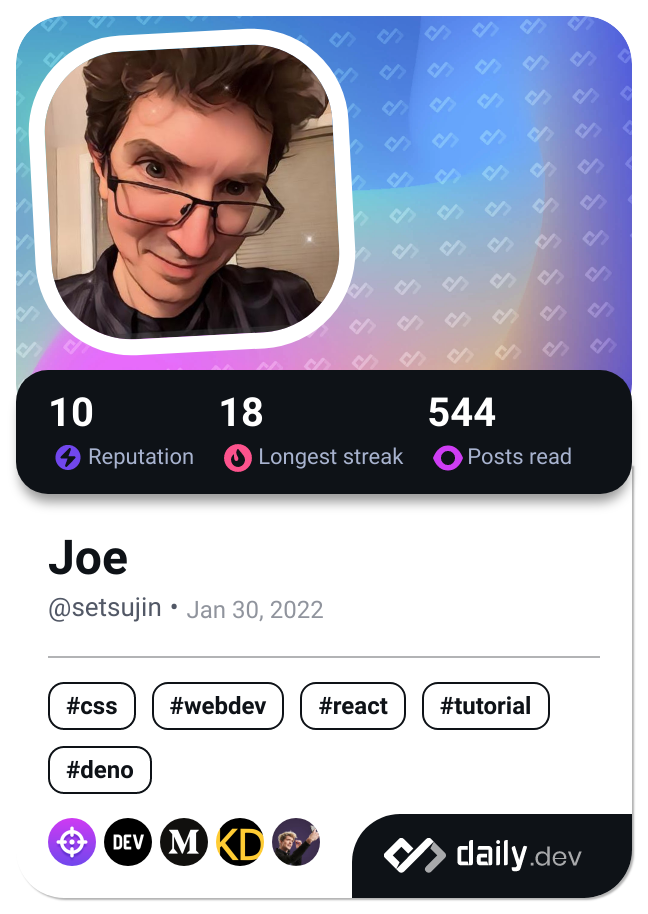 10 18 544
Reputation Longest streak Posts read
Joe
@setsujin • Jan 30, 2022
#css #webdev #react #tutorial
#deno
DEV M KD
daily.dev